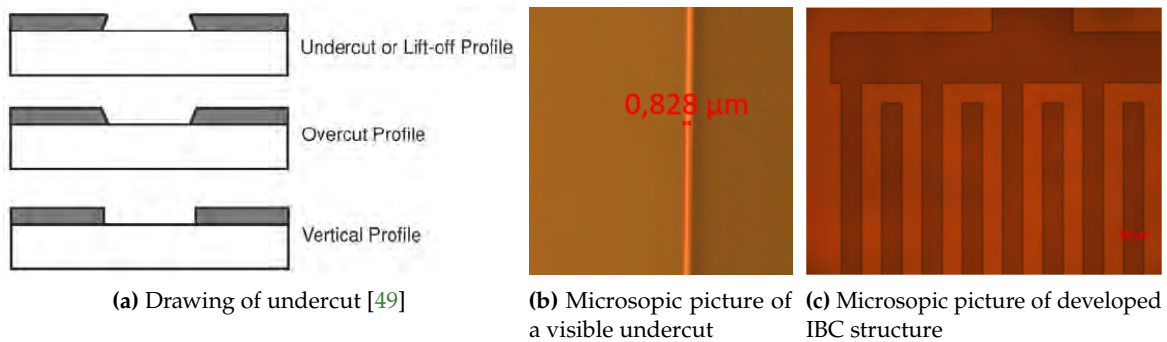 Undercut or Lift-off Profile
Overcut Profile
Vertical Profile
0,828 µm
(a) Drawing of undercut [49]
(b) Microsopic picture of
a visible undercut
(c) Microsopic picture of developed
IBC structure